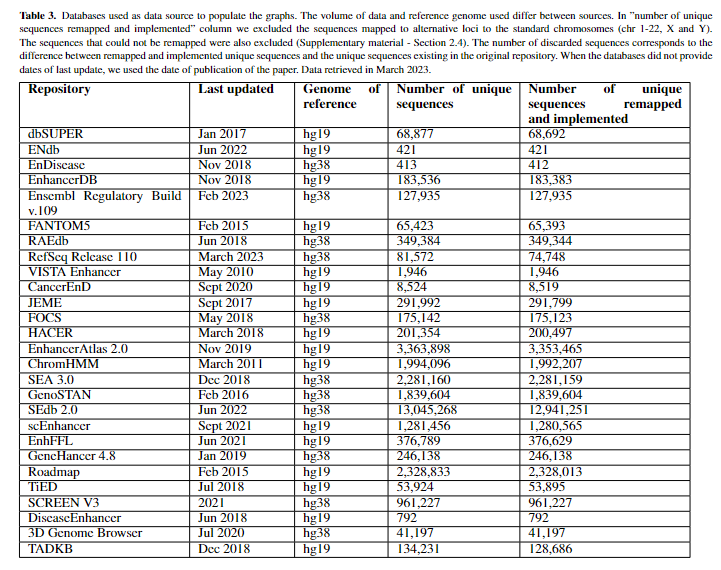 Table 3. Databases used as data source to populate the graphs. The volume of data and reference genome used differ between sources. In "number of unique
sequences remapped and implemented" column we excluded the sequences mapped to alternative loci to the standard chromosomes (chr 1-22, X and Y).
The sequences that could not be remapped were also excluded (Supplementary material - Section 2.4). The number of discarded sequences corresponds to the
difference between remapped and implemented unique sequences and the unique sequences existing in the original repository. When the databases did not provide
dates of last update, we used the date of publication of the paper. Data retrieved in March 2023.
Repository Last updated Genome of Number of unique Number of unique
reference sequences sequences remapped
and implemented
dbSUPER Jan 2017 hg19 68,877 68,692
ENdb Jun 2022 hg19 421 421
EnDisease Nov 2018 hg38 413 412
EnhancerDB Nov 2018 hg19 183,536 183,383
Ensembl Regulatory Build Feb 2023 hg38 127,935 127,935
v.109
FANTOM5 Feb 2015 hg19 65,423 65,393
RAEdb Jun 2018 hg38 349,384 349,344
RefSeq Release 110 March 2023 hg38 81,572 74,748
VISTA Enhancer May 2010 hg19 1,946 1,946
CancerEnD Sept 2020 hg19 8,524 8,519
JEME Sept 2017 hg19 291,992 291,799
FOCS May 2018 hg38 175,142 175,123
HACER March 2018 hg19 201,354 200,497
EnhancerAtlas 2.0 Nov 2019 hg19 3,363,898 3,353,465
ChromHMM March 2011 hg19 1,994,096 1,992,207
SEA 3.0 Dec 2018 hg38 2,281,160 2,281,159
GenoSTAN Feb 2016 hg38 1,839,604 1,839,604
SEdb 2.0 Jun 2022 hg38 13,045,268 12,941,251
scEnhancer Sept 2021 hg19 1,281,456 1,280,565
EnhFFL Jun 2021 hg19 376,789 376,629
GeneHancer 4.8 Jan 2019 hg38 246,138 246,138
Roadmap Feb 2015 hg19 2,328,833 2,328,013
TiED Jul 2018 hg19 53,924 53,895
SCREEN V3 2021 hg38 961,227 961,227
DiseaseEnhancer Jun 2018 hg19 792 792
3D Genome Browser Jul 2020 hg38 41,197 41,197
TADKB Dec 2018 hg19 134,231 128,686